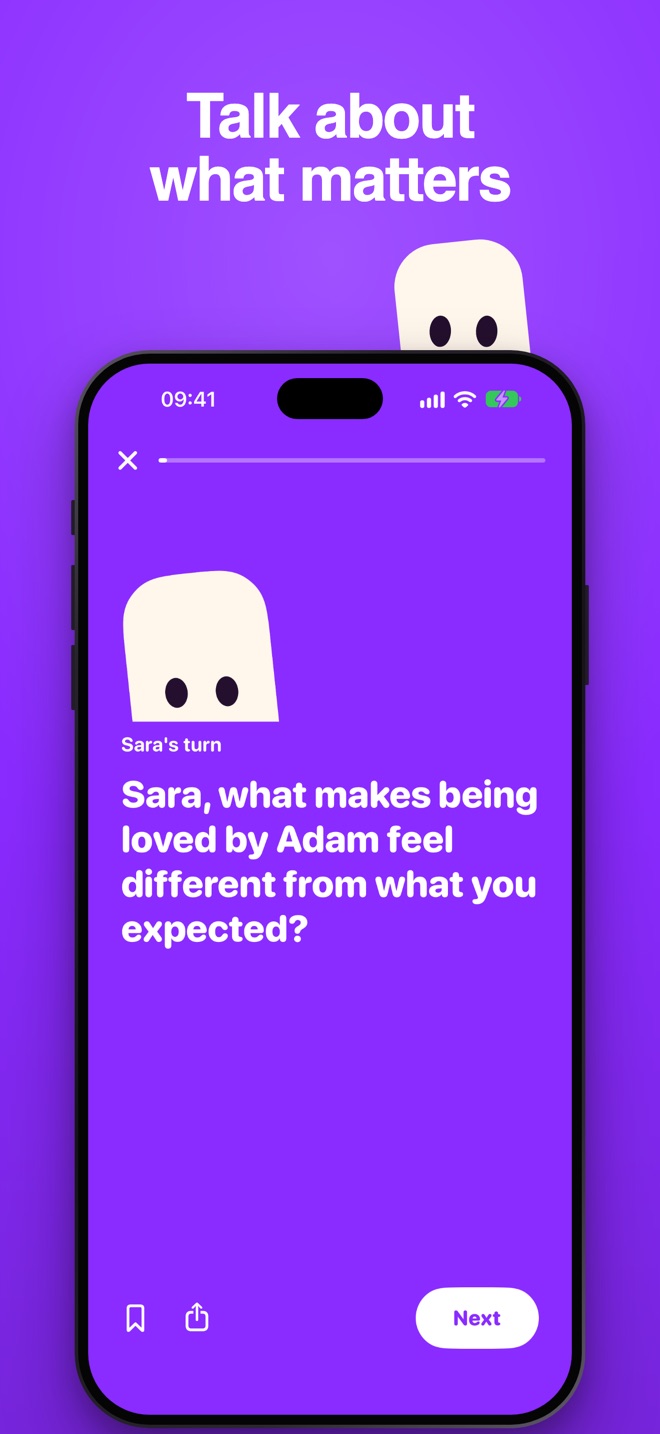 Talk about
what matters
09:41
Sara's turn
Sara, what makes being
loved by Adam feel
different from what you
expected?
Next